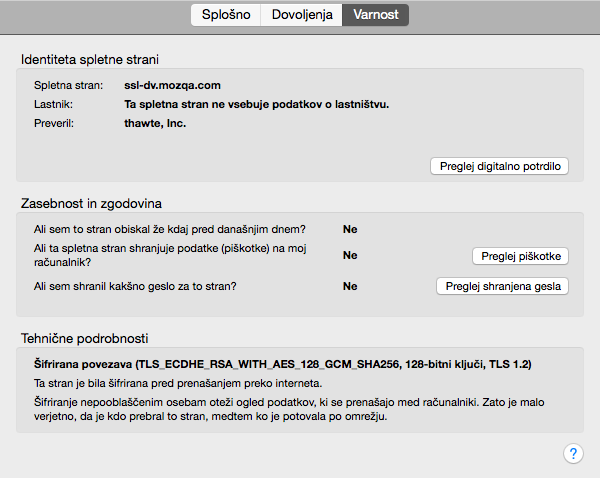 Splošno Dovoljenja Varnost
Identiteta spletne strani
Spletna stran: ssl-dv.mozqa.com
Lastnik: Ta spletna stran ne vsebuje podatkov o lastništvu.
Preveril: thawte, Inc.
Preglej digitalno potrdilo
Zasebnost in zgodovina
Ali sem to stran obiskal že kdaj pred današnjim dnem? Ne
Ali ta spletna stran shranjuje podatke (piškotke) na moj
računalnik? Ne Preglej piškotke
Ali sem shranil kakšno geslo za to stran? Ne Preglej shranjena gesla
Tehnične podrobnosti
Šifrirana povezava (TLS_ECDHE_RSA_WITH_AES_128_GCM_SHA256, 128-bitni ključi, TLS 1.2)
Ta stran je bila šifrirana pred prenašanjem preko interneta.
Šifriranje nepooblaščenim osebam oteži ogled podatkov, ki se prenašajo med računalniki. Zato je malo
verjetno, da je kdo prebral to stran, medtem ko je potovala po omrežju.
?